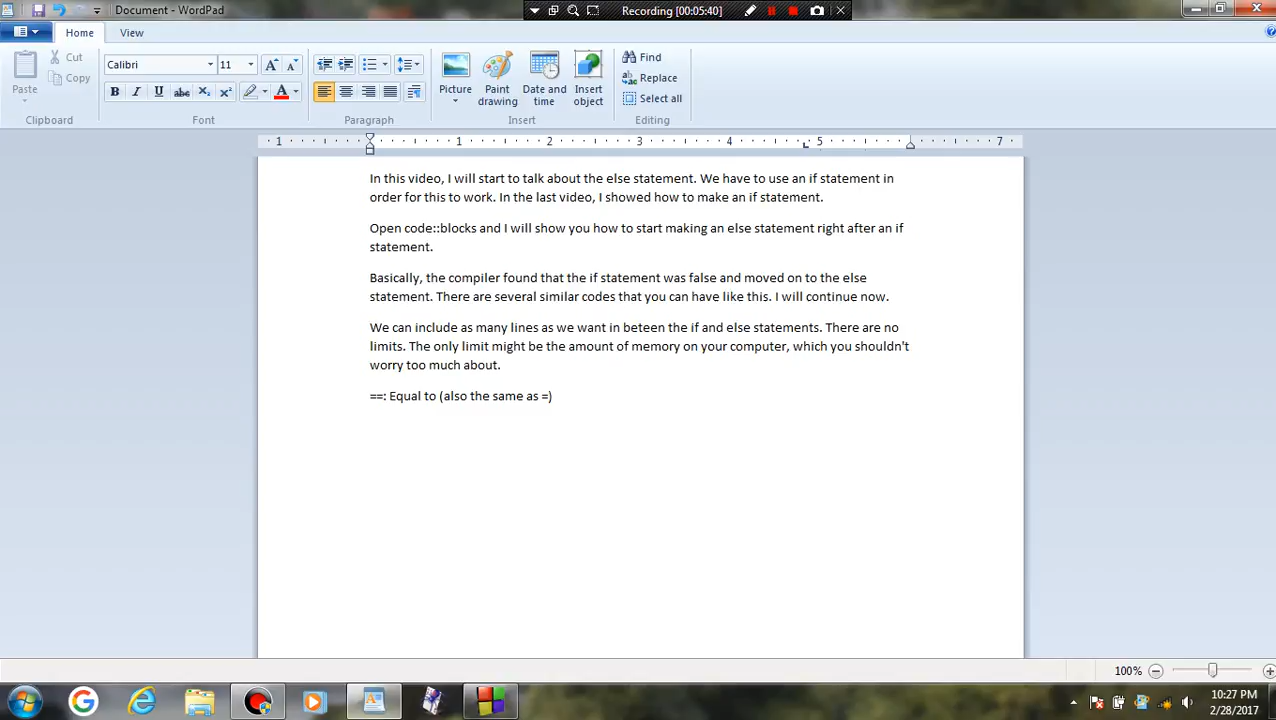 Document - WordPad
Recording [00:05:40]
Home
View
Paste
Cut
Copy
Clipboard
Calibri
11
Font
Paragraph
Picture
Paint drawing
Date and time
Insert object
Insert
Find
Replace
Select all
Editing
1 1 2 3 4 5 7
In this video, I will start to talk about the else statement. We have to use an if statement in
order for this to work. In the last video, I showed how to make an if statement.
Open code::blocks and I will show you how to start making an else statement right after an if
statement.
Basically, the compiler found that the if statement was false and moved on to the else
statement. There are several similar codes that you can have like this. I will continue now.
We can include as many lines as we want in beteen the if and else statements. There are no
limits. The only limit might be the amount of memory on your computer, which you shouldn't
worry too much about.
==: Equal to (also the same as =)
100%
10:27 PM
2/28/2017